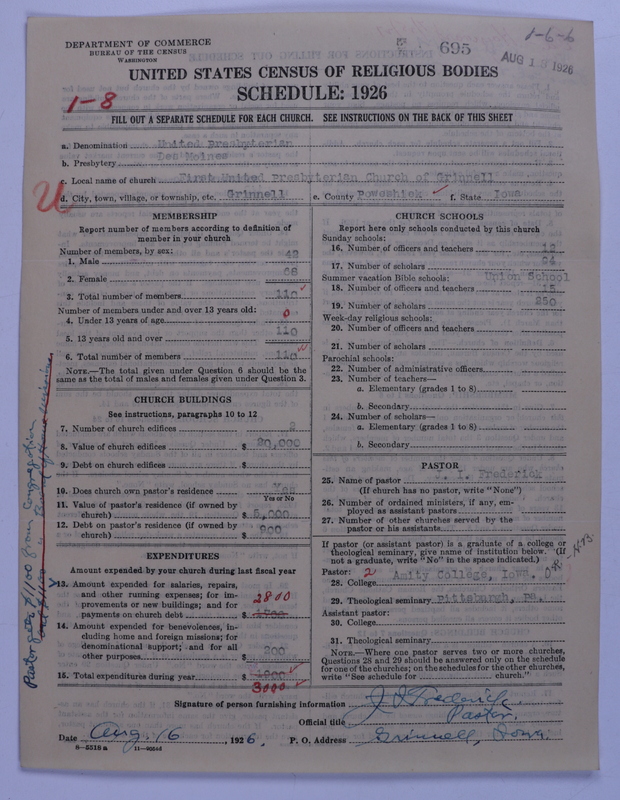 1-6-6
DEPARTMENT OF COMMERCE
BUREAU OF THE CENSUS
WASHINGTON
695
AUG 18 1926
UNITED STATES CENSUS OF RELIGIOUS BODIES
SCHEDULE: 1926
1-8
FILL OUT A SEPARATE SCHEDULE FOR EACH CHURCH. SEE INSTRUCTIONS ON THE BACK OF THIS SHEET
a. Denomination United Presbyterian
b. Presbytery Des Moines
c. Local name of church First United Presbyterian Church of Grinnell
d. City, town, village, or township, etc. Grinnell e. County Poweshiek f. State Iowa
MEMBERSHIP
Report number of members according to definition of
member in your church
Number of members, by sex:
1. Male 42
2. Female 68
3. Total number of members 110
Number of members under and over 13 years old:
4. Under 13 years of age 0
5. 13 years old and over 110
6. Total number of members 110
NOTE.—The total given under Question 6 should be the
same as the total of males and females given under Question 3.
CHURCH BUILDINGS
See instructions, paragraphs 10 to 12
7. Number of church edifices
8. Value of church edifices $ 20,000
9. Debt on church edifices $
10. Does church own pastor's residence Yes
Yes or No
11. Value of pastor's residence (if owned by
church) $ 5,000
12. Debt on pastor's residence (if owned by
church) $ 900
EXPENDITURES
Amount expended by your church during last fiscal year
13. Amount expended for salaries, repairs,
and other running expenses; for im-
provements or new buildings; and for
payments on church debt $ 2800
14. Amount expended for benevolences, in-
cluding home and foreign missions; for
denominational support; and for all
other purposes 200
15. Total expenditures during year $
3000
CHURCH SCHOOLS
Report here only schools conducted by this church
Sunday schools:
16. Number of officers and teachers 12
17. Number of scholars 94
Summer vacation Bible schools: Union School
18. Number of officers and teachers 15
19. Number of scholars 250
Week-day religious schools:
20. Number of officers and teachers
21. Number of scholars
Parochial schools:
22. Number of administrative officers
23. Number of teachers—
a. Elementary (grades 1 to 8)
b. Secondary
24. Number of scholars—
a. Elementary (grades 1 to 8)
b. Secondary
PASTOR
25. Name of pastor J. I. Frederick
(If church has no pastor, write "None")
26. Number of ordained ministers, if any, em-
ployed as assistant pastors
27. Number of other churches served by the
pastor or his assistants
If pastor (or assistant pastor) is a graduate of a college or
theological seminary, give name of institution below. (If
not a graduate, write "No" in the space indicated.)
Pastor: 2
28. College Amity College, Iowa.
29. Theological seminary Pittsburgh, Pa.
Assistant pastor:
30. College
31. Theological seminary
NOTE.—Where one pastor serves two or more churches,
Questions 28 and 29 should be answered only on the schedule
for one of the churches; on the schedules for the other churches,
write "See schedule for church."
Signature of person furnishing information J I Frederick
Official title Pastor.
Date Aug. 16, 1926. P. O. Address Grinnell, Iowa.
8—5518 a
Pastor gets $1100 from Congregation